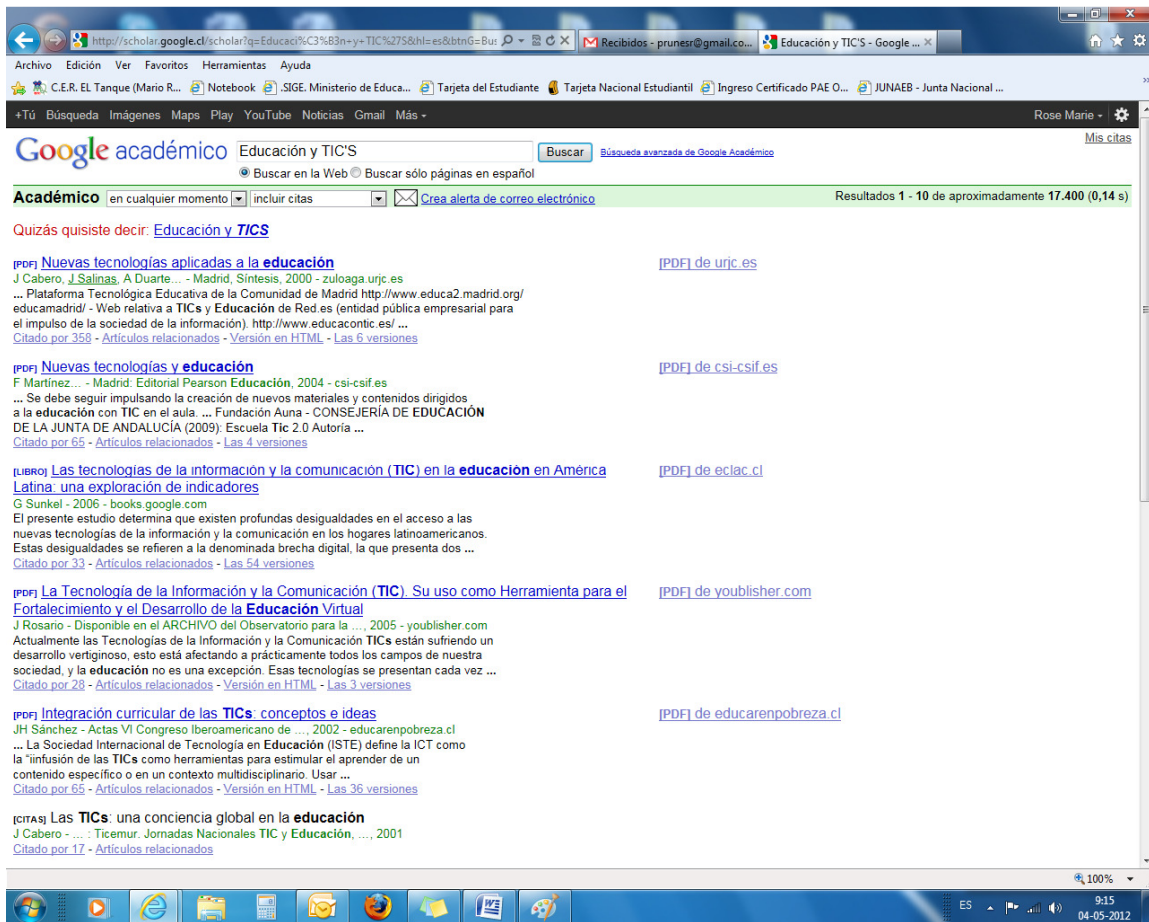 http://scholar.google.cl/scholar?q=Educaci%C3%B3n+y+TIC%27S&hl=es&btnG=Bus
Recibidos - prunesr@gmail.co...
Educación y TIC'S - Google ...
Archivo Edición Ver Favoritos Herramientas Ayuda
C.E.R. EL Tanque (Mario R... Notebook .SIGE. Ministerio de Educa... Tarjeta del Estudiante Tarjeta Nacional Estudiantil Ingreso Certificado PAE O... JUNAEB - Junta Nacional ...
+Tú Búsqueda Imágenes Maps Play YouTube Noticias Gmail Más Rose Marie
Mis citas
Google académico Educación y TIC'S Buscar Búsqueda avanzada de Google Académico
Buscar en la Web Buscar sólo páginas en español
Académico en cualquier momento incluir citas Crea alerta de correo electrónico Resultados 1 - 10 de aproximadamente 17.400 (0,14 s)
Quizás quisiste decir: Educación y TICS
[PDF] Nuevas tecnologías aplicadas a la educación [PDF] de urjc.es
J Cabero, J Salinas, A Duarte... - Madrid, Síntesis, 2000 - zuloaga.urjc.es
... Plataforma Tecnológica Educativa de la Comunidad de Madrid http://www.educa2.madrid.org/
educamadrid/ - Web relativa a TICs y Educación de Red.es (entidad pública empresarial para
el impulso de la sociedad de la información). http://www.educacontic.es/ ...
Citado por 358 - Artículos relacionados - Versión en HTML - Las 6 versiones
[PDF] Nuevas tecnologías y educación [PDF] de csi-csif.es
F Martínez... - Madrid: Editorial Pearson Educación, 2004 - csi-csif.es
... Se debe seguir impulsando la creación de nuevos materiales y contenidos dirigidos
a la educación con TIC en el aula. ... Fundación Auna - CONSEJERÍA DE EDUCACIÓN
DE LA JUNTA DE ANDALUCÍA (2009): Escuela Tic 2.0 Autoría ...
Citado por 65 - Artículos relacionados - Las 4 versiones
[LIBRO] Las tecnologías de la información y la comunicación (TIC) en la educación en América [PDF] de eclac.cl
Latina: una exploración de indicadores
G Sunkel - 2006 - books.google.com
El presente estudio determina que existen profundas desigualdades en el acceso a las
nuevas tecnologías de la información y la comunicación en los hogares latinoamericanos.
Estas desigualdades se refieren a la denominada brecha digital, la que presenta dos ...
Citado por 33 - Artículos relacionados - Las 54 versiones
[PDF] La Tecnología de la Información y la Comunicación (TIC). Su uso como Herramienta para el [PDF] de youblisher.com
Fortalecimiento y el Desarrollo de la Educación Virtual
J Rosario - Disponible en el ARCHIVO del Observatorio para la ..., 2005 - youblisher.com
Actualmente las Tecnologías de la Información y la Comunicación TICs están sufriendo un
desarrollo vertiginoso, esto está afectando a prácticamente todos los campos de nuestra
sociedad, y la educación no es una excepción. Esas tecnologías se presentan cada vez ...
Citado por 28 - Artículos relacionados - Versión en HTML - Las 3 versiones
[PDF] Integración curricular de las TICs: conceptos e ideas [PDF] de educarenpobreza.cl
JH Sánchez - Actas VI Congreso Iberoamericano de ..., 2002 - educarenpobreza.cl
... La Sociedad Internacional de Tecnología en Educación (ISTE) define la ICT como
la "iinfusión de las TICs como herramientas para estimular el aprender de un
contenido específico o en un contexto multidisciplinario. Usar ...
Citado por 65 - Artículos relacionados - Versión en HTML - Las 36 versiones
[CITAS] Las TICs: una conciencia global en la educación
J Cabero - ... : Ticemur. Jornadas Nacionales TIC y Educación, ..., 2001
Citado por 17 - Artículos relacionados
100%
ES 9:15
04-05-2012